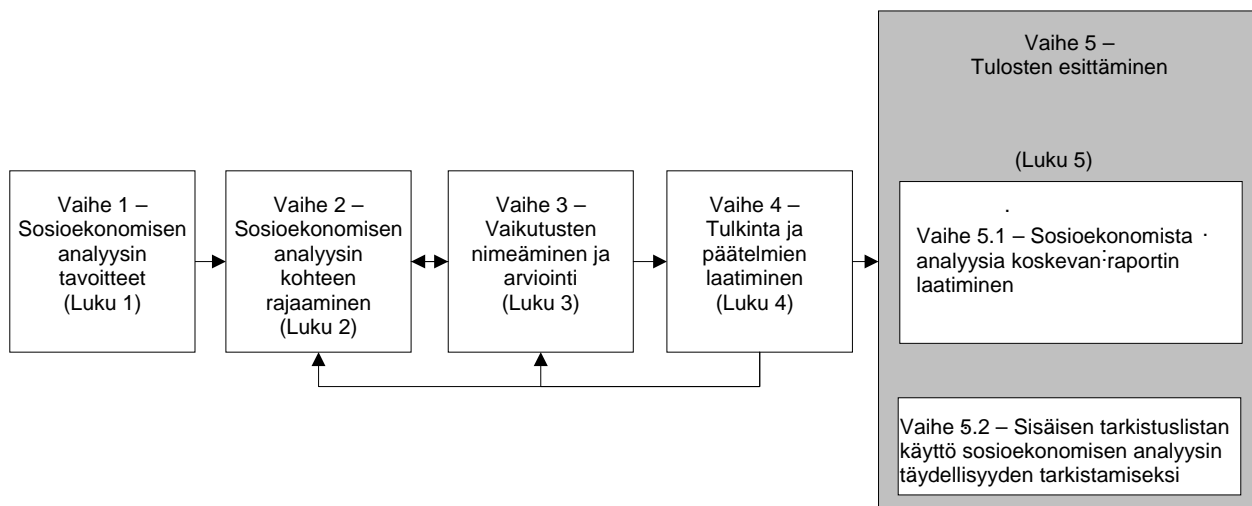 Vaihe 1 –
Sosioekonomisen
analyysin
tavoitteet
(Luku 1)
Vaihe 2 –
Sosioekonomisen
analyysin
kohteen
rajaaminen
(Luku 2)
Vaihe 3 –
Vaikutusten
nimeäminen ja
arviointi
(Luku 3)
Vaihe 4 –
Tulkinta ja
päätelmien
laatiminen
(Luku 4)
Vaihe 5 –
Tulosten esittäminen
(Luku 5)
Vaihe 5.1 – Sosioekonomista
analyysia koskevan raportin
laatiminen
Vaihe 5.2 – Sisäisen tarkistuslistan
käyttö sosioekonomisen analyysin
täydellisyyden tarkistamiseksi